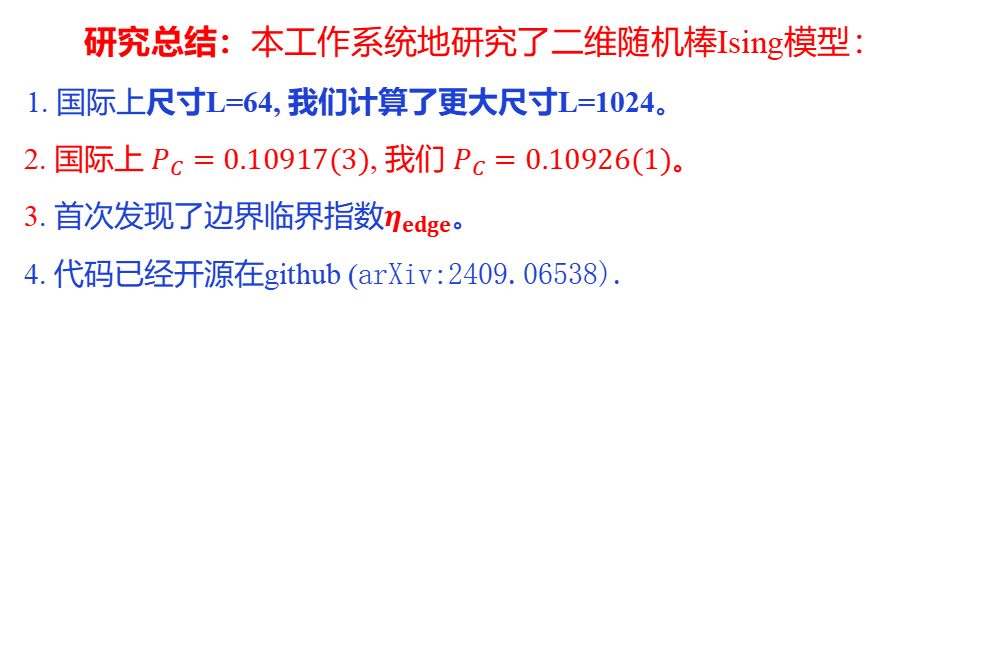 研究总结：本工作系统地研究了二维随机棒Ising模型：
1. 国际上尺寸L=64, 我们计算了更大尺寸L=1024。
2. 国际上 P_C = 0.10917(3), 我们 P_C = 0.10926(1)。
3. 首次发现了边界临界指数η_edge。
4. 代码已经开源在github (arXiv:2409.06538).